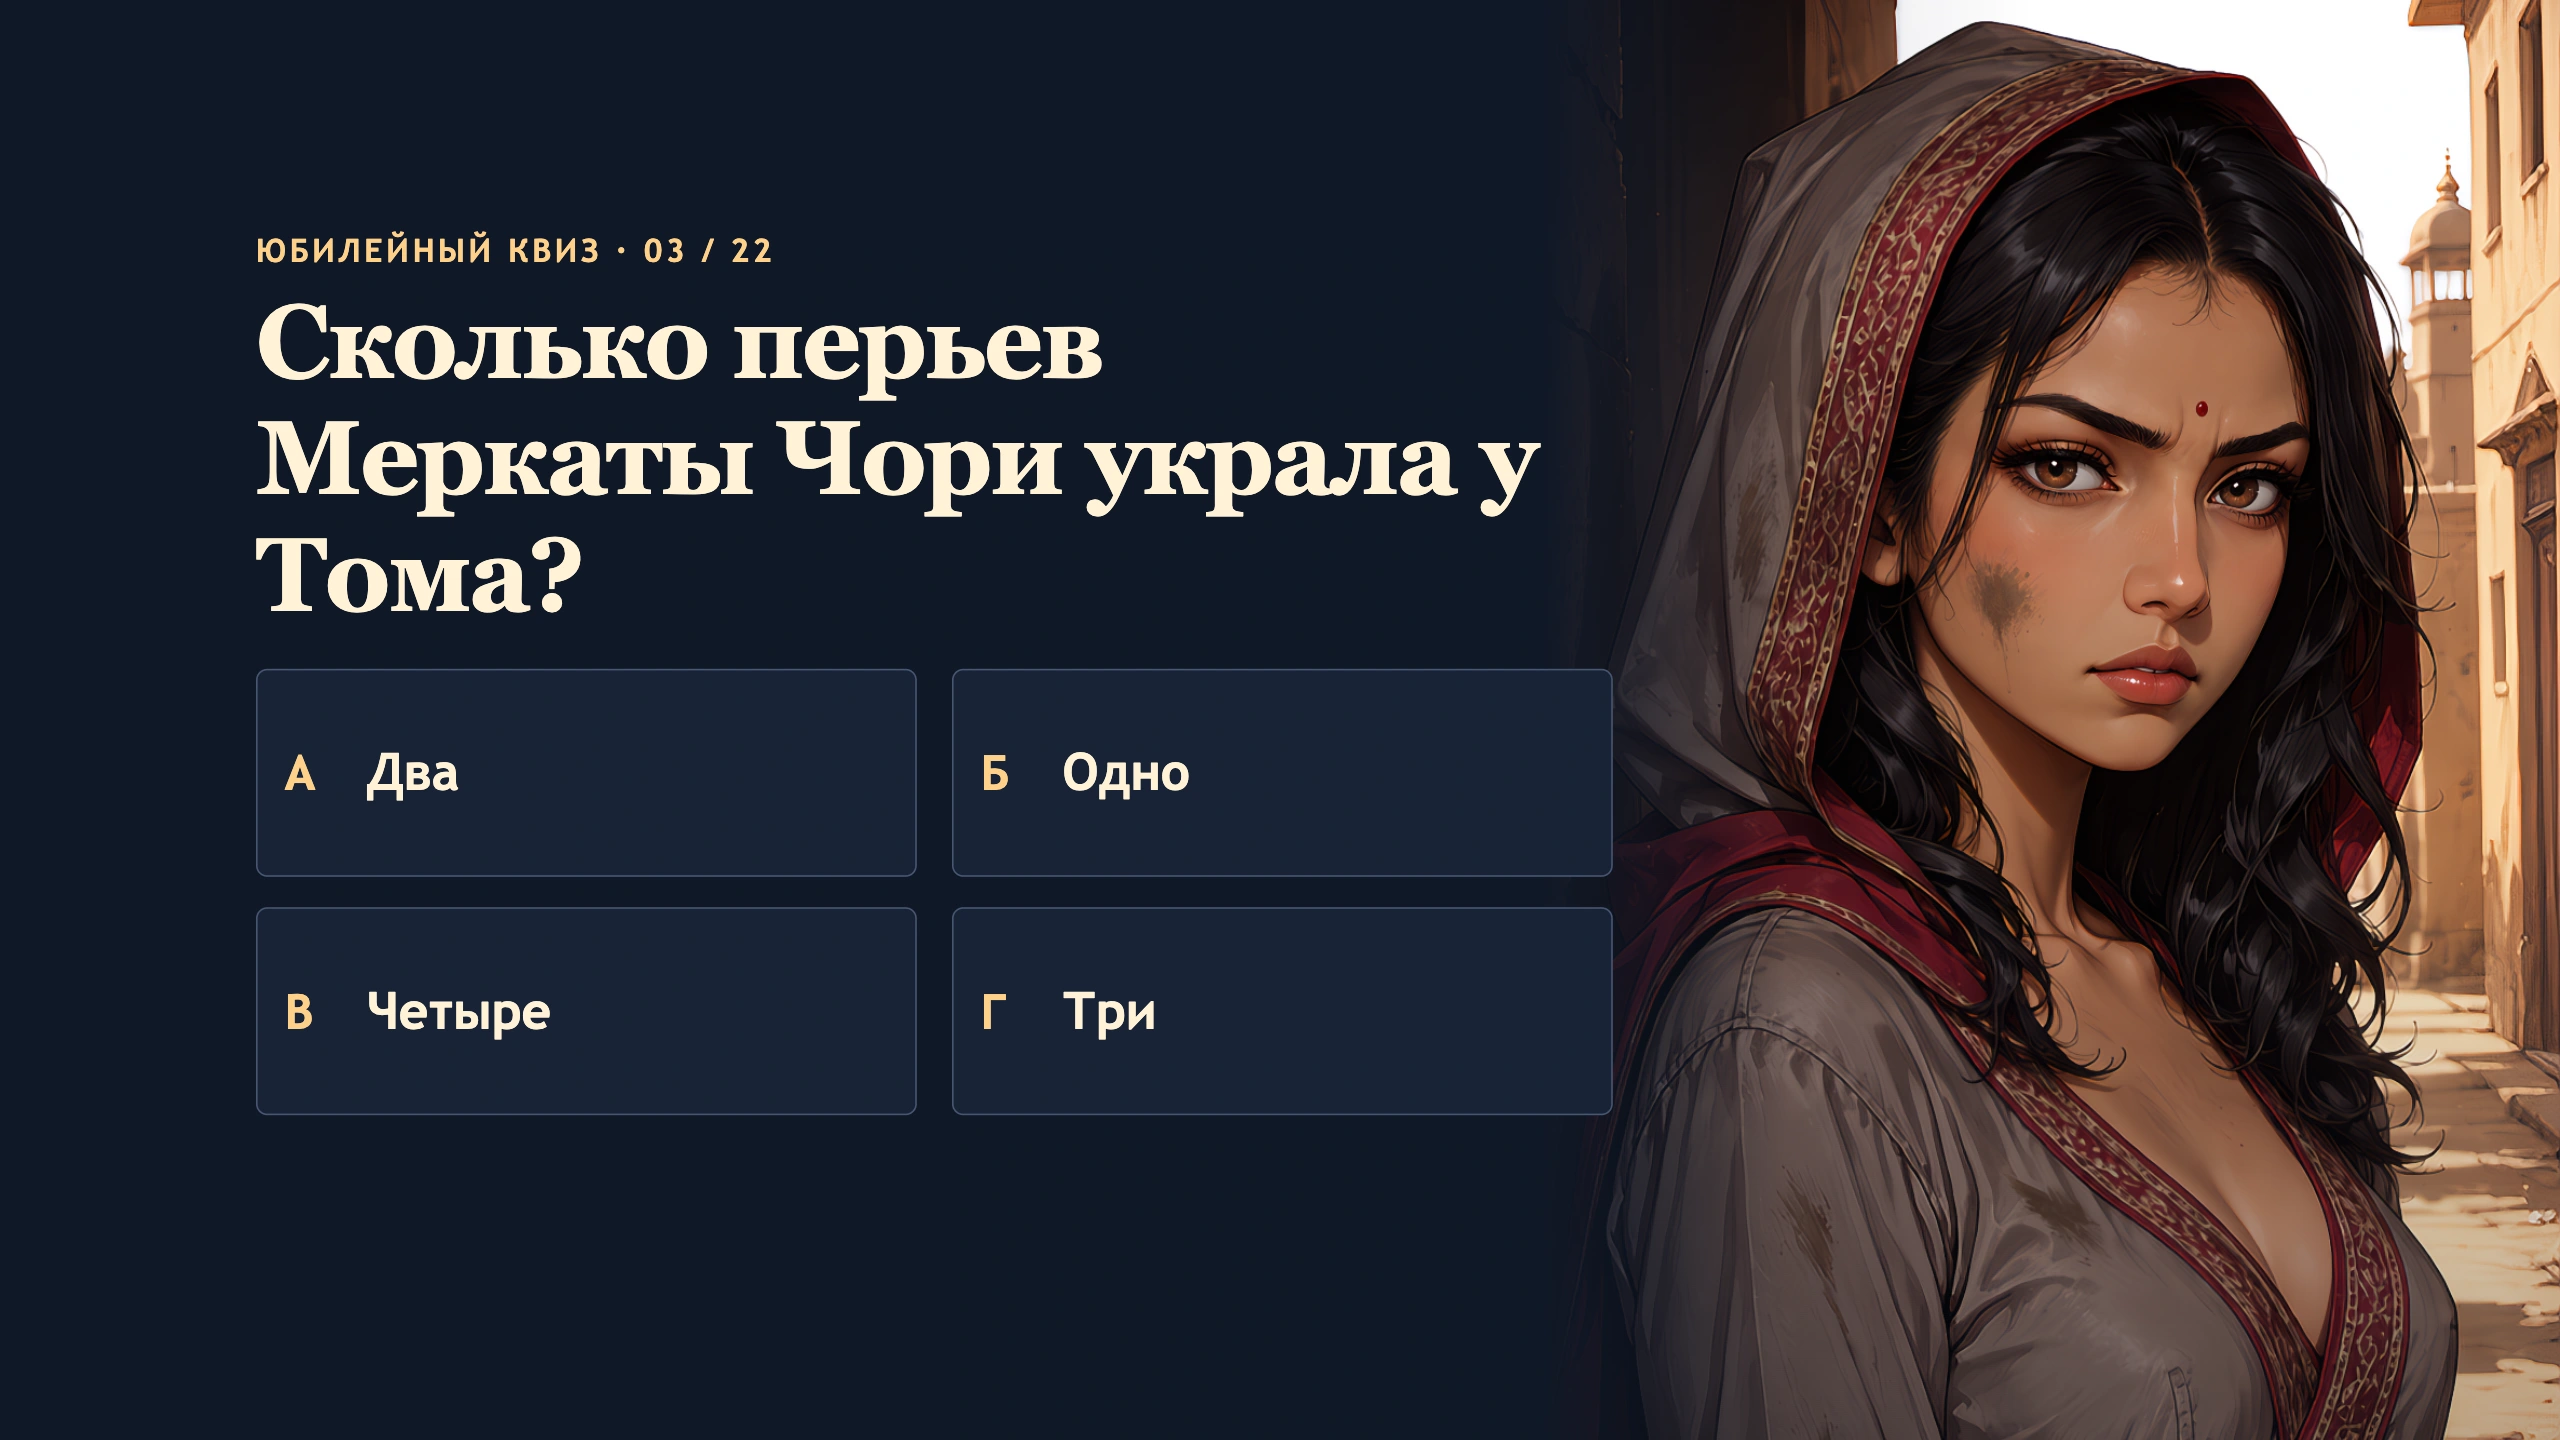 ЮБИЛЕЙНЫЙ КВИЗ · 03 / 22
Сколько перьев
Меркаты Чори украла у
Тома?
А Два
Б Одно
В Четыре
Г Три